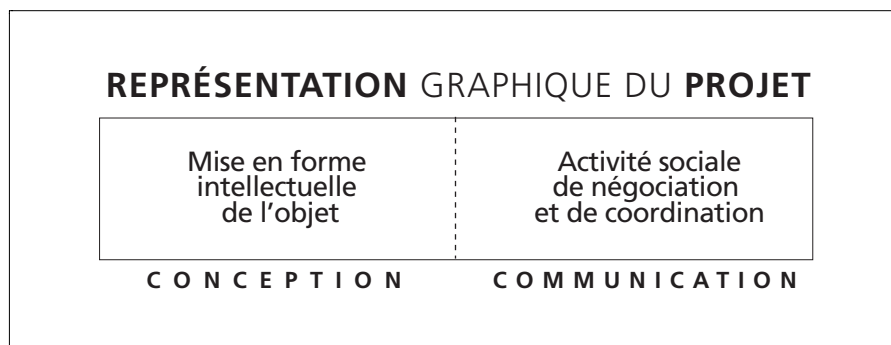 REPRÉSENTATION GRAPHIQUE DU PROJET
Mise en forme
intellectuelle
de l’objet
Activité sociale
de négociation
et de coordination
CONCEPTION
COMMUNICATION